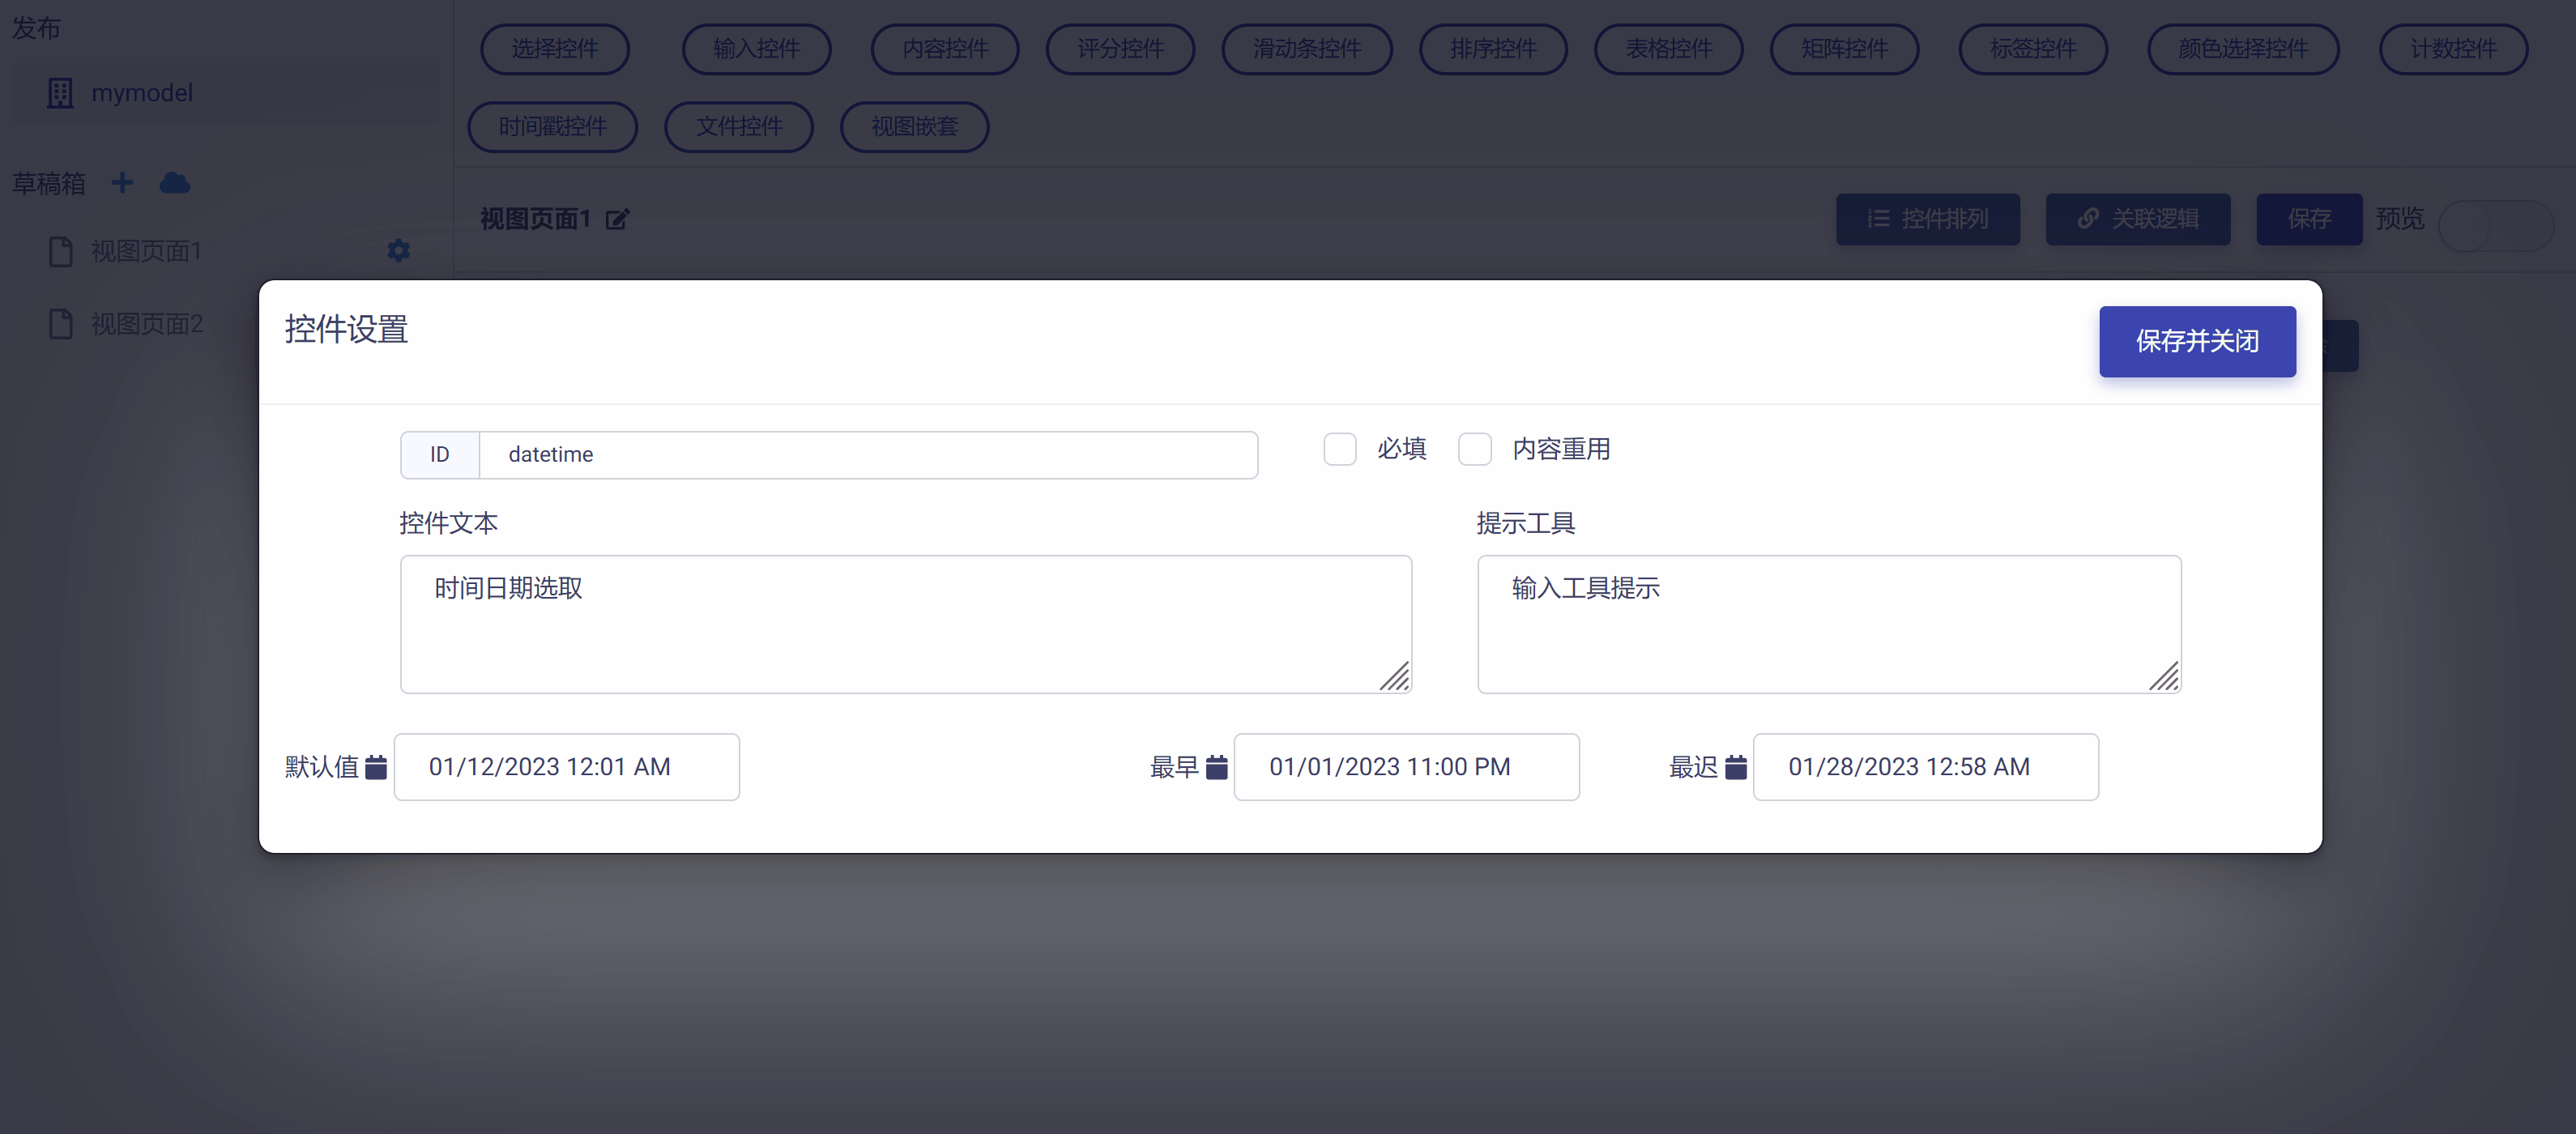 发布
mymodel
草稿箱
视图页面1
视图页面2
选择控件 输入控件 内容控件 评分控件 滑动条控件 排序控件 表格控件 矩阵控件 标签控件 颜色选择控件 计数控件
时间戳控件 文件控件 视图嵌套
视图页面1
控件排列 关联逻辑 保存 预览
控件设置
保存并关闭
ID datetime
必填 内容重用
控件文本
时间日期选取
提示工具
输入工具提示
默认值 01/12/2023 12:01 AM
最早 01/01/2023 11:00 PM
最迟 01/28/2023 12:58 AM